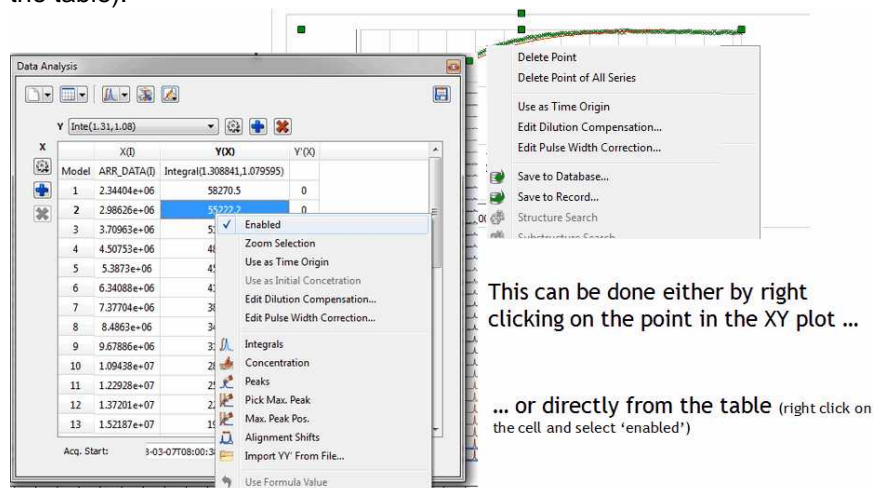 the table).
Data Analysis
Delete Point
Delete Point of All Series
Use as Time Origin
Edit Dilution Compensation...
Edit Pulse Width Correction...
Save to Database...
Save to Record...
Structure Search
Y Inte(1.31,1.08)
X
X(I) Y(X) Y'(X)
Model ARR_DATA(I) Integral(1.308841,1.079595)
1 2.34404e+06 58270.5 0
2 2.98626e+06 55222.2 0
3 3.70963e+06
4 4.50753e+06
5 5.3873e+06
6 6.34088e+06
7 7.37704e+06
8 8.4863e+06
9 9.67886e+06
10 1.09438e+07
11 1.22928e+07
12 1.37201e+07
13 1.52187e+07
Acq. Start:
Enabled
Zoom Selection
Use as Time Origin
Use as Initial Concetration
Edit Dilution Compensation...
Edit Pulse Width Correction...
Integrals
Concentration
Peaks
Pick Max. Peak
Max. Peak Pos.
Alignment Shifts
Import YY' From File...
Use Formula Value
This can be done either by right
clicking on the point in the XY plot ...
... or directly from the table (right click on
the cell and select ‘enabled’)